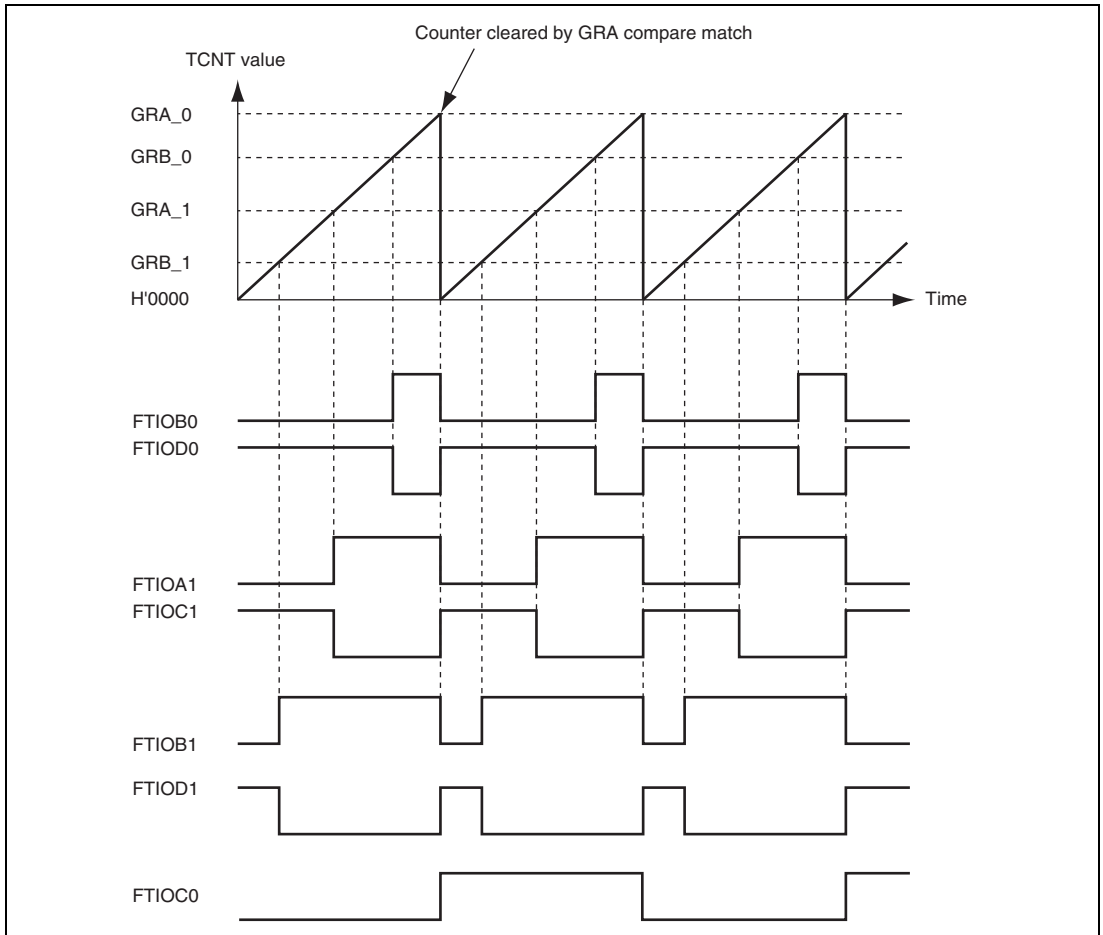 Counter cleared by GRA compare match
TCNT value
GRA_0
GRB_0
GRA_1
GRB_1
H'0000
Time
FTIOB0
FTIOD0
FTIOA1
FTIOC1
FTIOB1
FTIOD1
FTIOC0